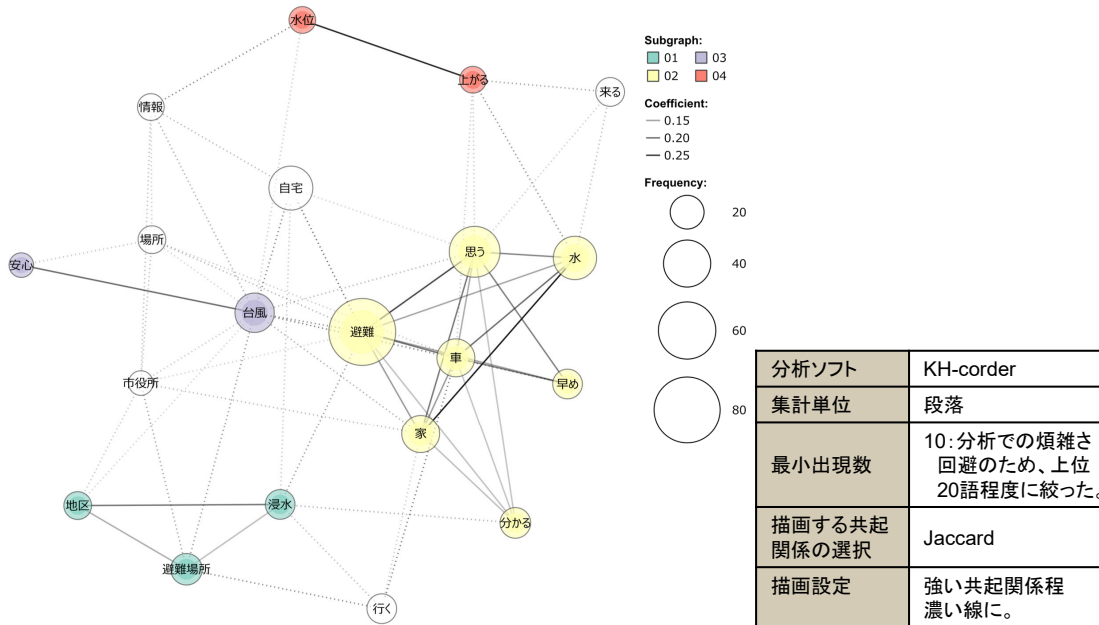 水位
上がる
来る
情報
自宅
場所
思う
水
安心
台風
避難
車
市役所
早め
家
地区
浸水
分かる
避難場所
行く
Subgraph:
01 03
02 04
Coefficient:
0.15
0.20
0.25
Frequency:
20
40
60
80
分析ソフト KH-corder
集計単位 段落
最小出現数 10:分析での煩雑さ
回避のため、上位
20語程度に絞った。
描画する共起
関係の選択 Jaccard
描画設定 強い共起関係程
濃い線に。